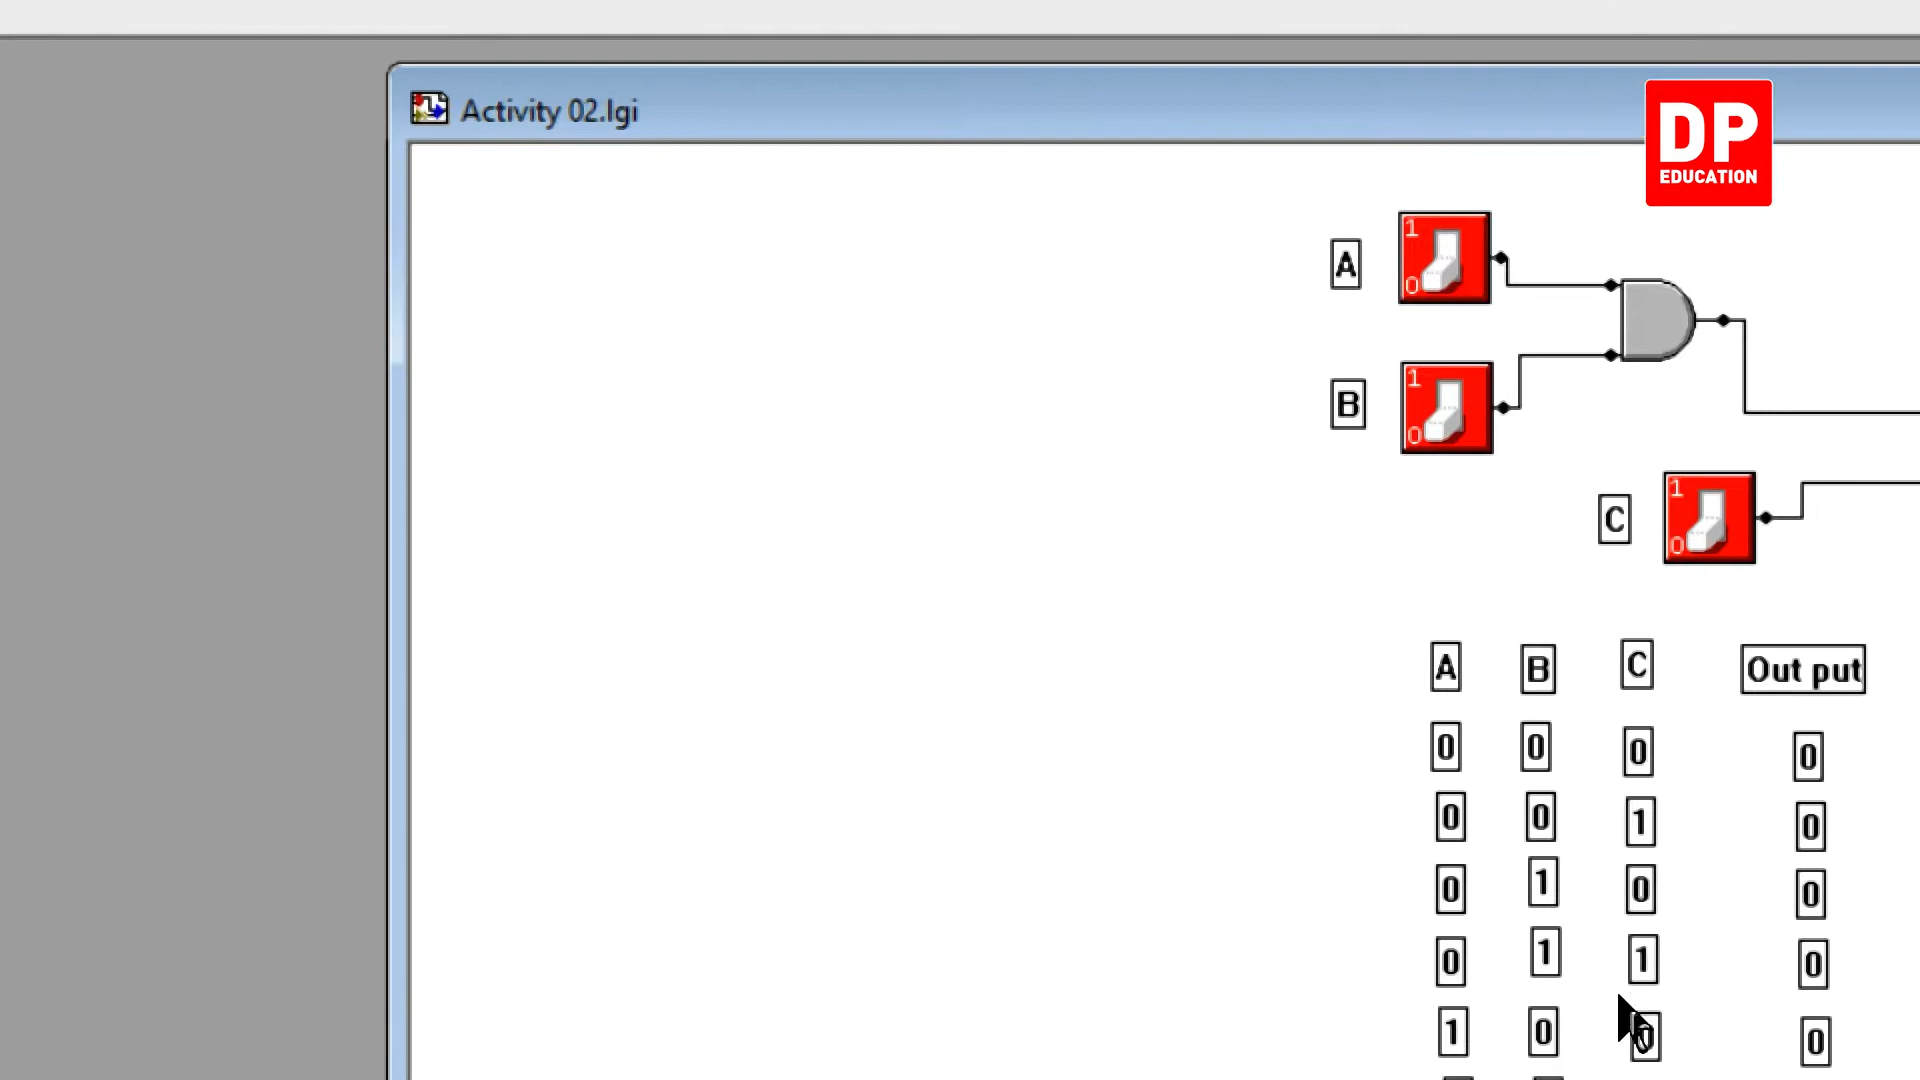 Activity 02.lgi
DP
EDUCATION
1
A
0
1
B
0
1
C
0
A B C Out put
0 0 0 0
0 0 1 0
0 1 0 0
0 1 1 0
1 0 0 0